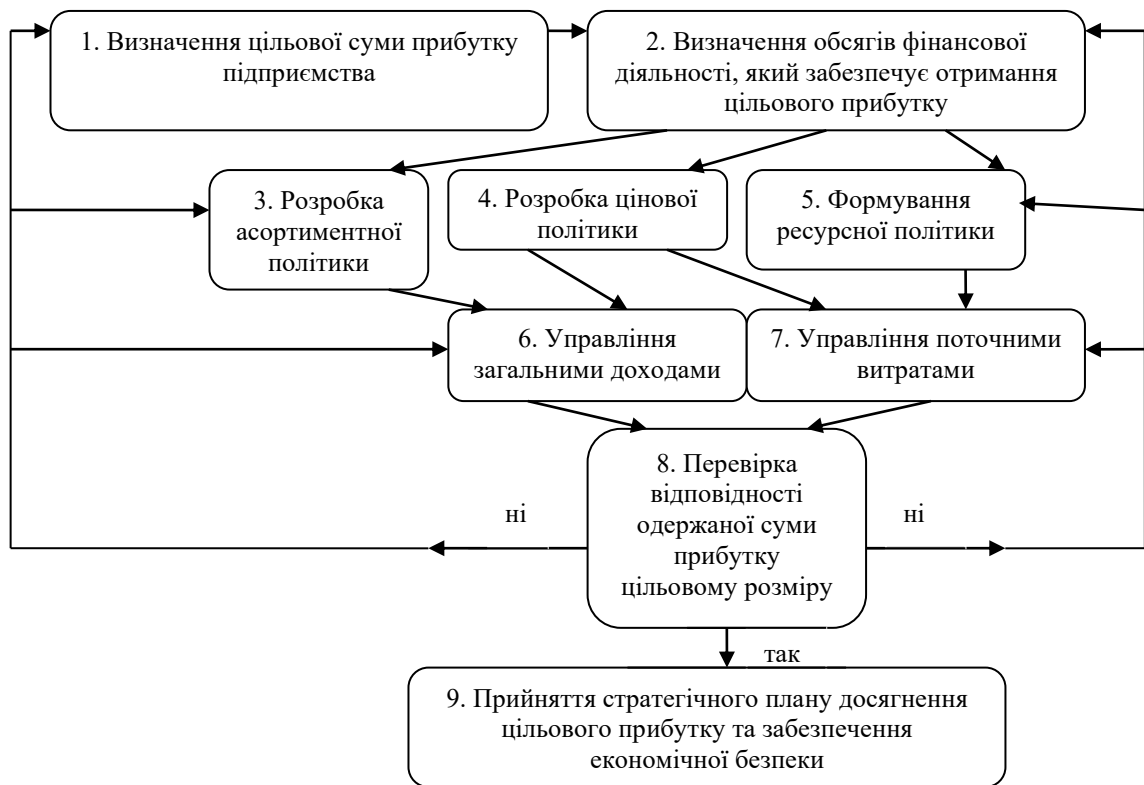 1. Визначення цільової суми прибутку
підприємства
2. Визначення обсягів фінансової
діяльності, який забезпечує отримання
цільового прибутку
3. Розробка
асортиментної
політики
4. Розробка цінової
політики
5. Формування
ресурсної політики
6. Управління
загальними доходами
7. Управління поточними
витратами
8. Перевірка
відповідності
одержаної суми
прибутку
цільовому розміру
ні
ні
так
9. Прийняття стратегічного плану досягнення
цільового прибутку та забезпечення
економічної безпеки